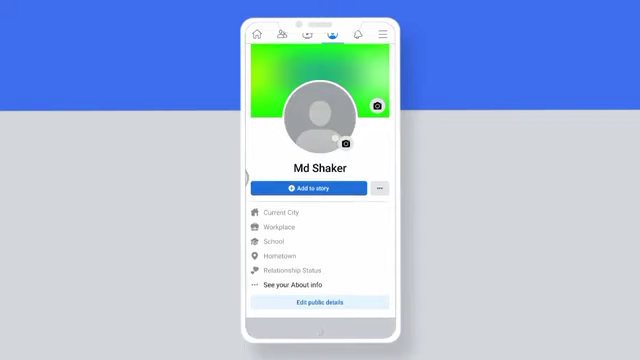 Md Shaker
Add to story
Current City
Workplace
School
Hometown
Relationship Status
See your About info
Edit public details